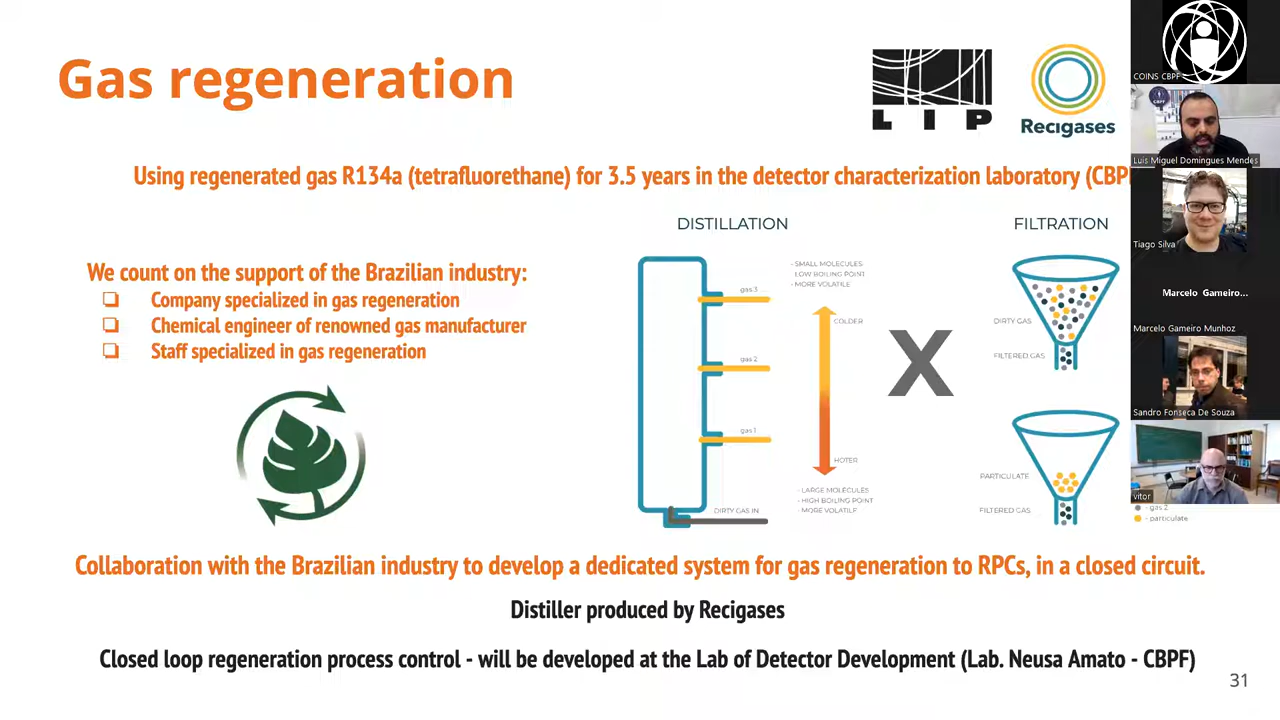 Gas regeneration
LIP
Recigases
Using regenerated gas R134a (tetrafluorethane) for 3.5 years in the detector characterization laboratory (CBP
We count on the support of the Brazilian industry:
Company specialized in gas regeneration
Chemical engineer of renowned gas manufacturer
Staff specialized in gas regeneration
DISTILLATION
- SMALL MOLECULES
LOW BOILING POINT
- MORE VOLATILE
gas 3
COLDER
gas 2
gas 1
HOTER
- LARGE MOLECULES
- HIGH BOILING POINT
- MORE VOLATILE
DIRTY GAS IN
X
FILTRATION
DIRTY GAS
FILTERED GAS
PARTICULATE
FILTERED GAS
- gas 2
- particulate
Collaboration with the Brazilian industry to develop a dedicated system for gas regeneration to RPCs, in a closed circuit.
Distiller produced by Recigases
Closed loop regeneration process control - will be developed at the Lab of Detector Development (Lab. Neusa Amato - CBPF)
31
COINS CBPF
CBPF
Luis Miguel Domingues Mendes
Tiago Silva
Marcelo Gameiro...
Marcelo Gameiro Munhoz
Sandro Fonseca De Souza
vitor